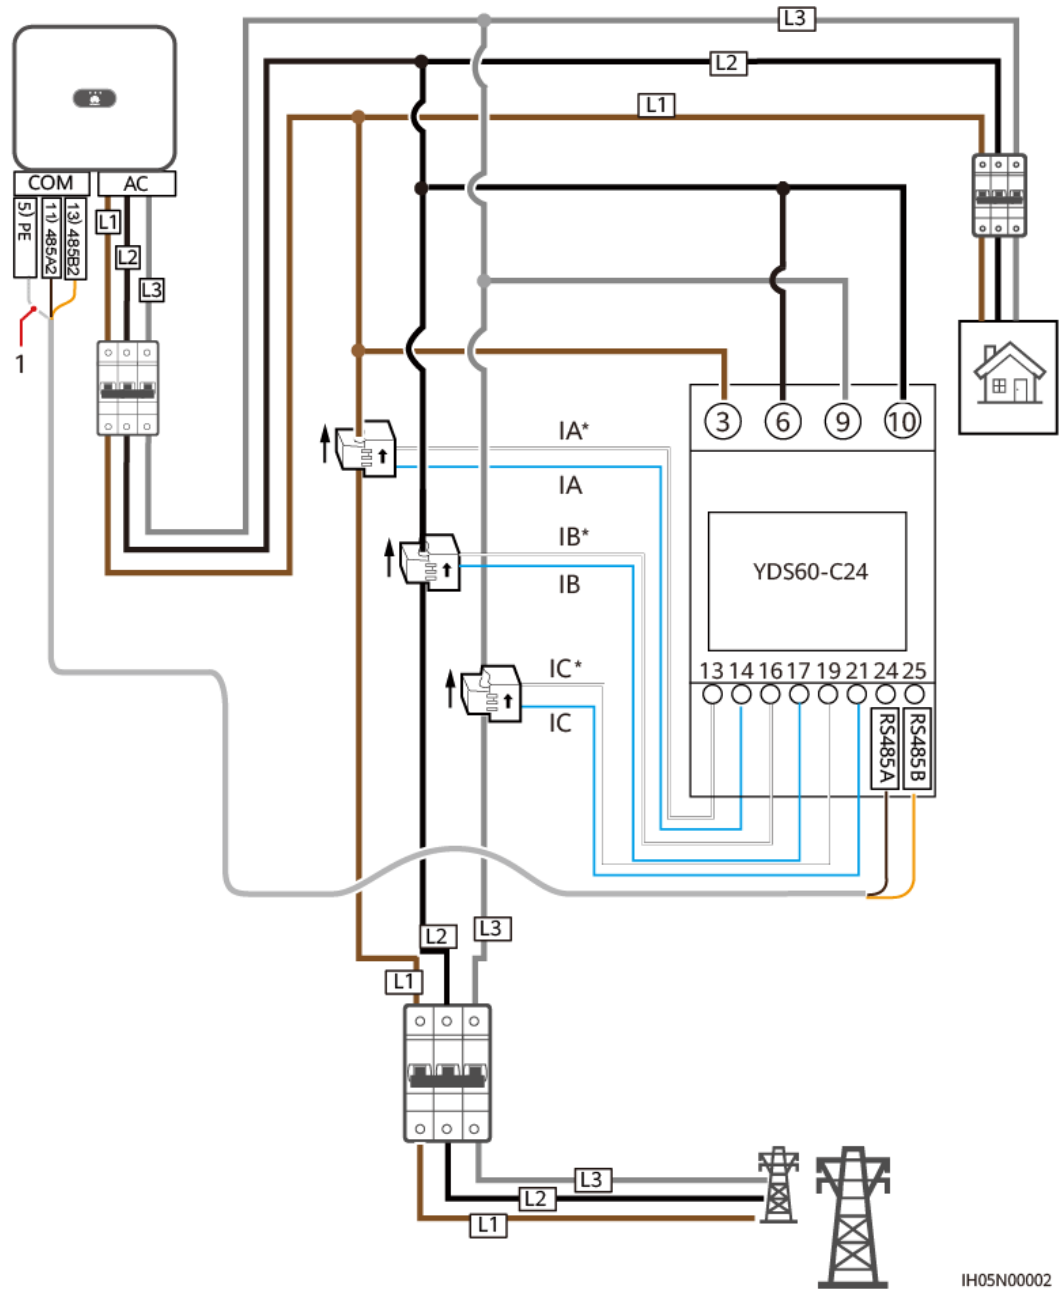 L3
L2
L1
COM AC
5) PE
11) 485A2
13) 485B2
L1
L2
L3
1
3 6 9 10
IA*
IA
IB*
IB
YDS60-C24
IC*
IC
13 14 16 17 19 21 24 25
RS485A
RS485B
L3
L2
L1
L3
L2
L1
IH05N00002